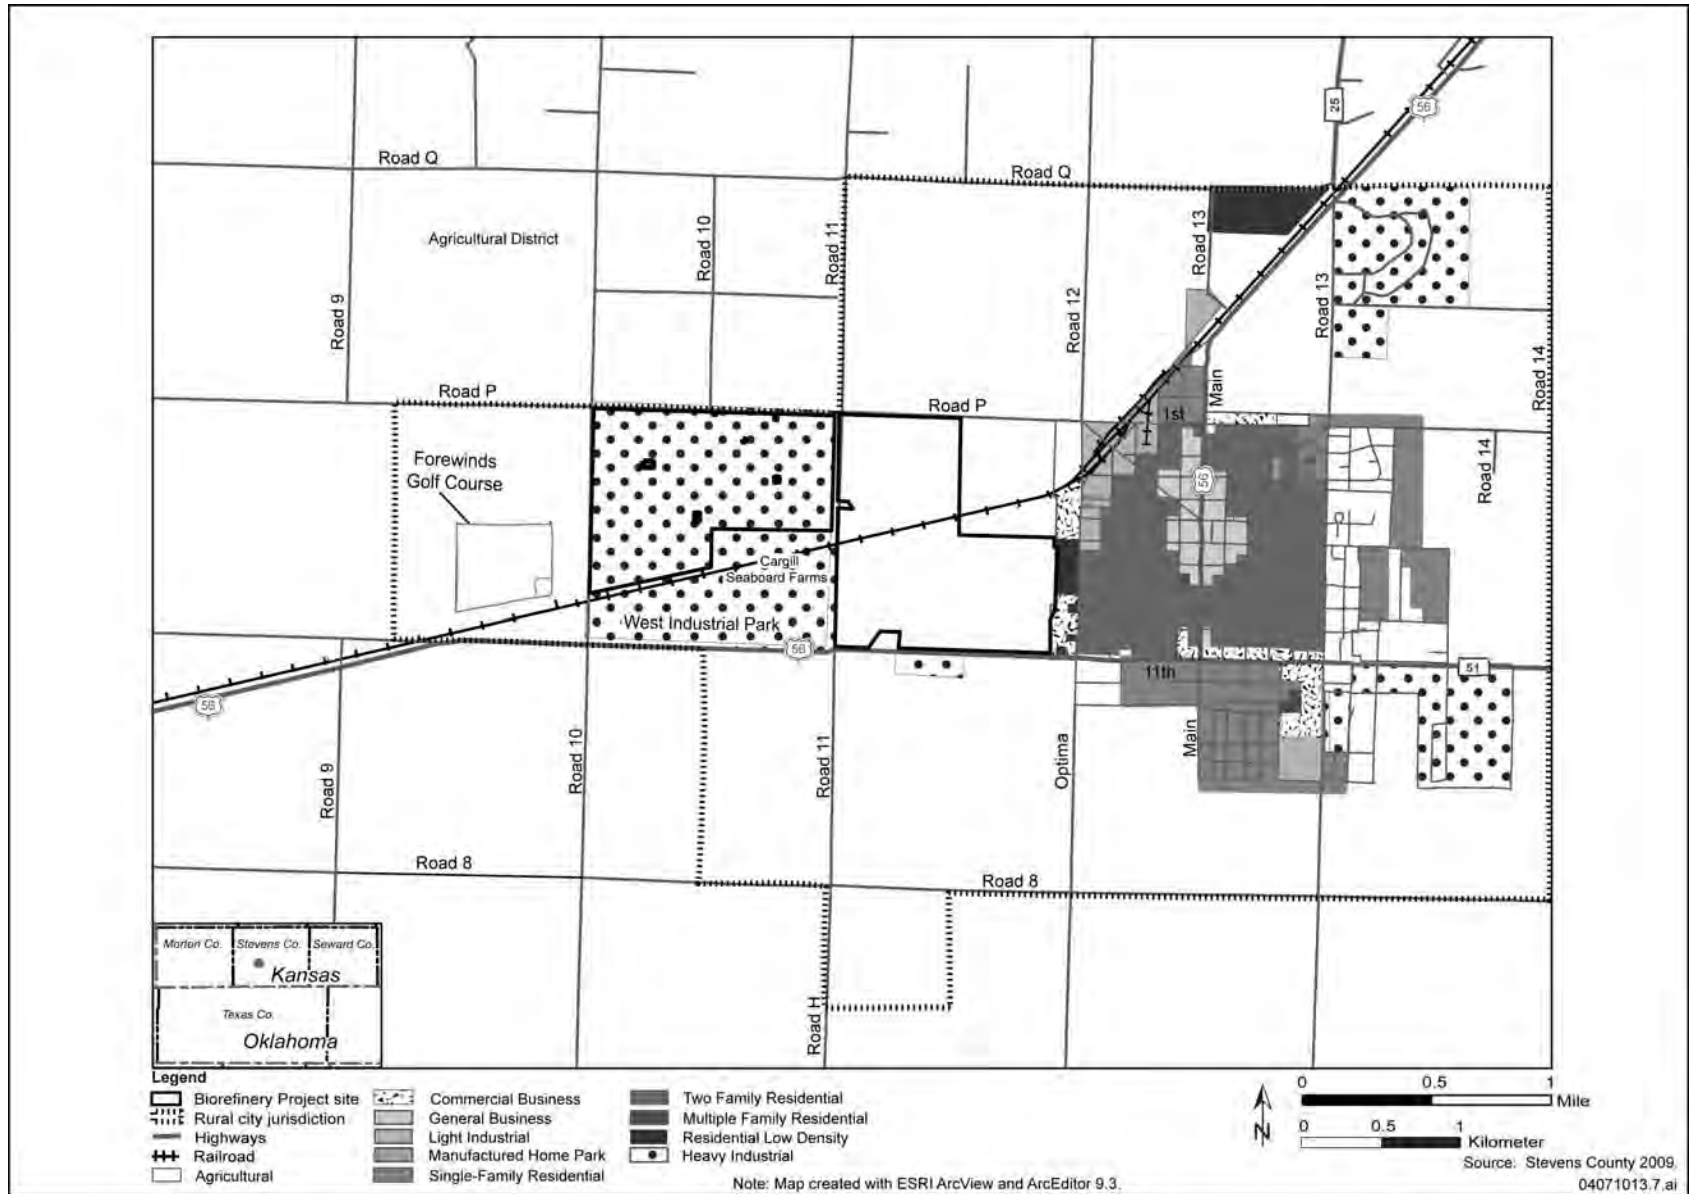 25
56
Road Q
Road Q
Agricultural District
Road 10
Road 11
Road 13
Road 9
Road 12
Road 13
Road 14
Road P
Road P
Main
1st
Forewinds
Golf Course
Road 14
56
Cargill
Seaboard Farms
West Industrial Park
56
51
11th
56
Road 9
Road 10
Road 11
Optima
Main
Road 8
Road 8
Morton Co.
Stevens Co.
Seward Co.
Kansas
Texas Co.
Oklahoma
Road H
Legend
Biorefinery Project site
Rural city jurisdiction
Highways
Railroad
Agricultural
Commercial Business
General Business
Light Industrial
Manufactured Home Park
Single-Family Residential
Two Family Residential
Multiple Family Residential
Residential Low Density
Heavy Industrial
N
0 0.5 1
Mile
0 0.5 1
Kilometer
Source: Stevens County 2009.
Note: Map created with ESRI ArcView and ArcEditor 9.3.
04071013.7.ai